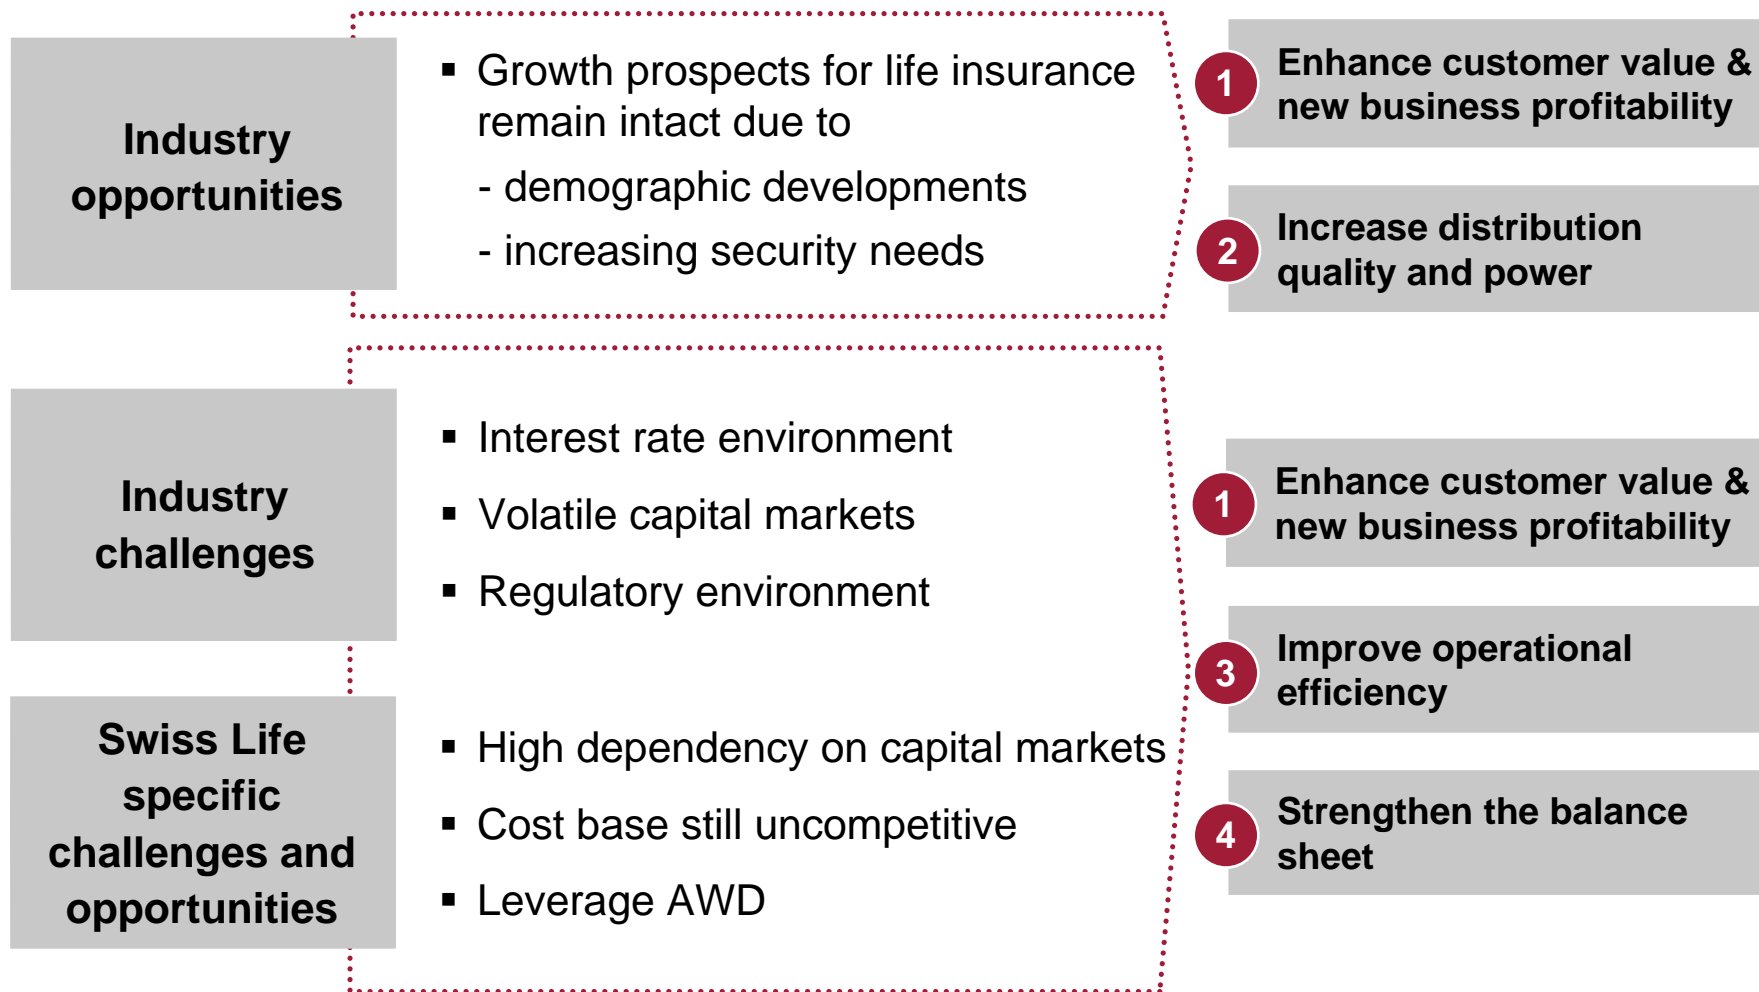 Industry
opportunities
▪ Growth prospects for life insurance
remain intact due to
- demographic developments
- increasing security needs
1 Enhance customer value &
new business profitability
2 Increase distribution
quality and power
Industry
challenges
▪ Interest rate environment
▪ Volatile capital markets
▪ Regulatory environment
Swiss Life
specific
challenges and
opportunities
▪ High dependency on capital markets
▪ Cost base still uncompetitive
▪ Leverage AWD
1 Enhance customer value &
new business profitability
3 Improve operational
efficiency
4 Strengthen the balance
sheet